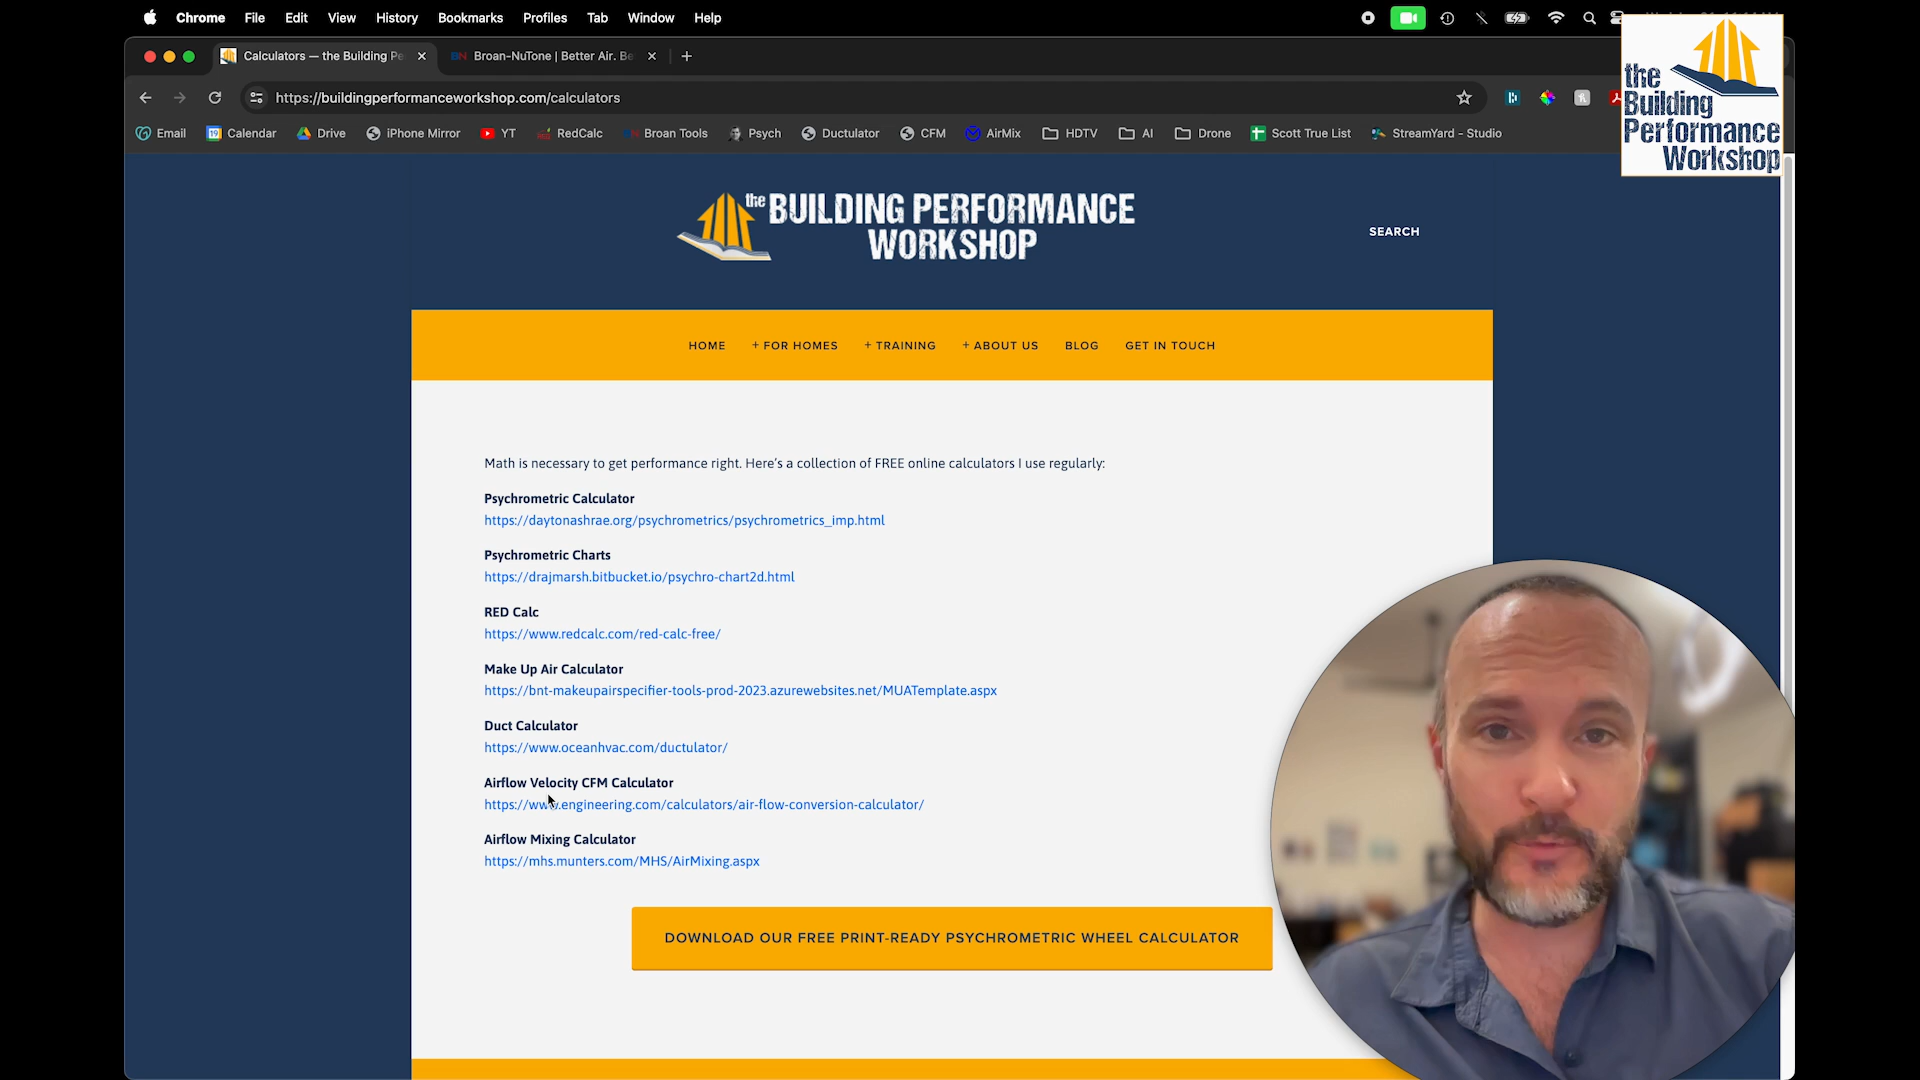 Chrome File Edit View History Bookmarks Profiles Tab Window Help
Calculators — the Building Pe
Broan-NuTone | Better Air. Be
https://buildingperformanceworkshop.com/calculators
Email Calendar Drive iPhone Mirror YT RedCalc Broan Tools Psych Ductulator CFM AirMix HDTV AI Drone Scott True List StreamYard - Studio
the
Building
Performance
Workshop
the BUILDING PERFORMANCE
WORKSHOP
SEARCH
HOME + FOR HOMES + TRAINING + ABOUT US BLOG GET IN TOUCH
Math is necessary to get performance right. Here's a collection of FREE online calculators I use regularly:
Psychrometric Calculator
https://daytonashrae.org/psychrometrics/psychrometrics_imp.html
Psychrometric Charts
https://drajmarsh.bitbucket.io/psychro-chart2d.html
RED Calc
https://www.redcalc.com/red-calc-free/
Make Up Air Calculator
https://bnt-makeupairspecifier-tools-prod-2023.azurewebsites.net/MUATemplate.aspx
Duct Calculator
https://www.oceanhvac.com/ductulator/
Airflow Velocity CFM Calculator
https://www.engineering.com/calculators/air-flow-conversion-calculator/
Airflow Mixing Calculator
https://mhs.munters.com/MHS/AirMixing.aspx
DOWNLOAD OUR FREE PRINT-READY PSYCHROMETRIC WHEEL CALCULATOR